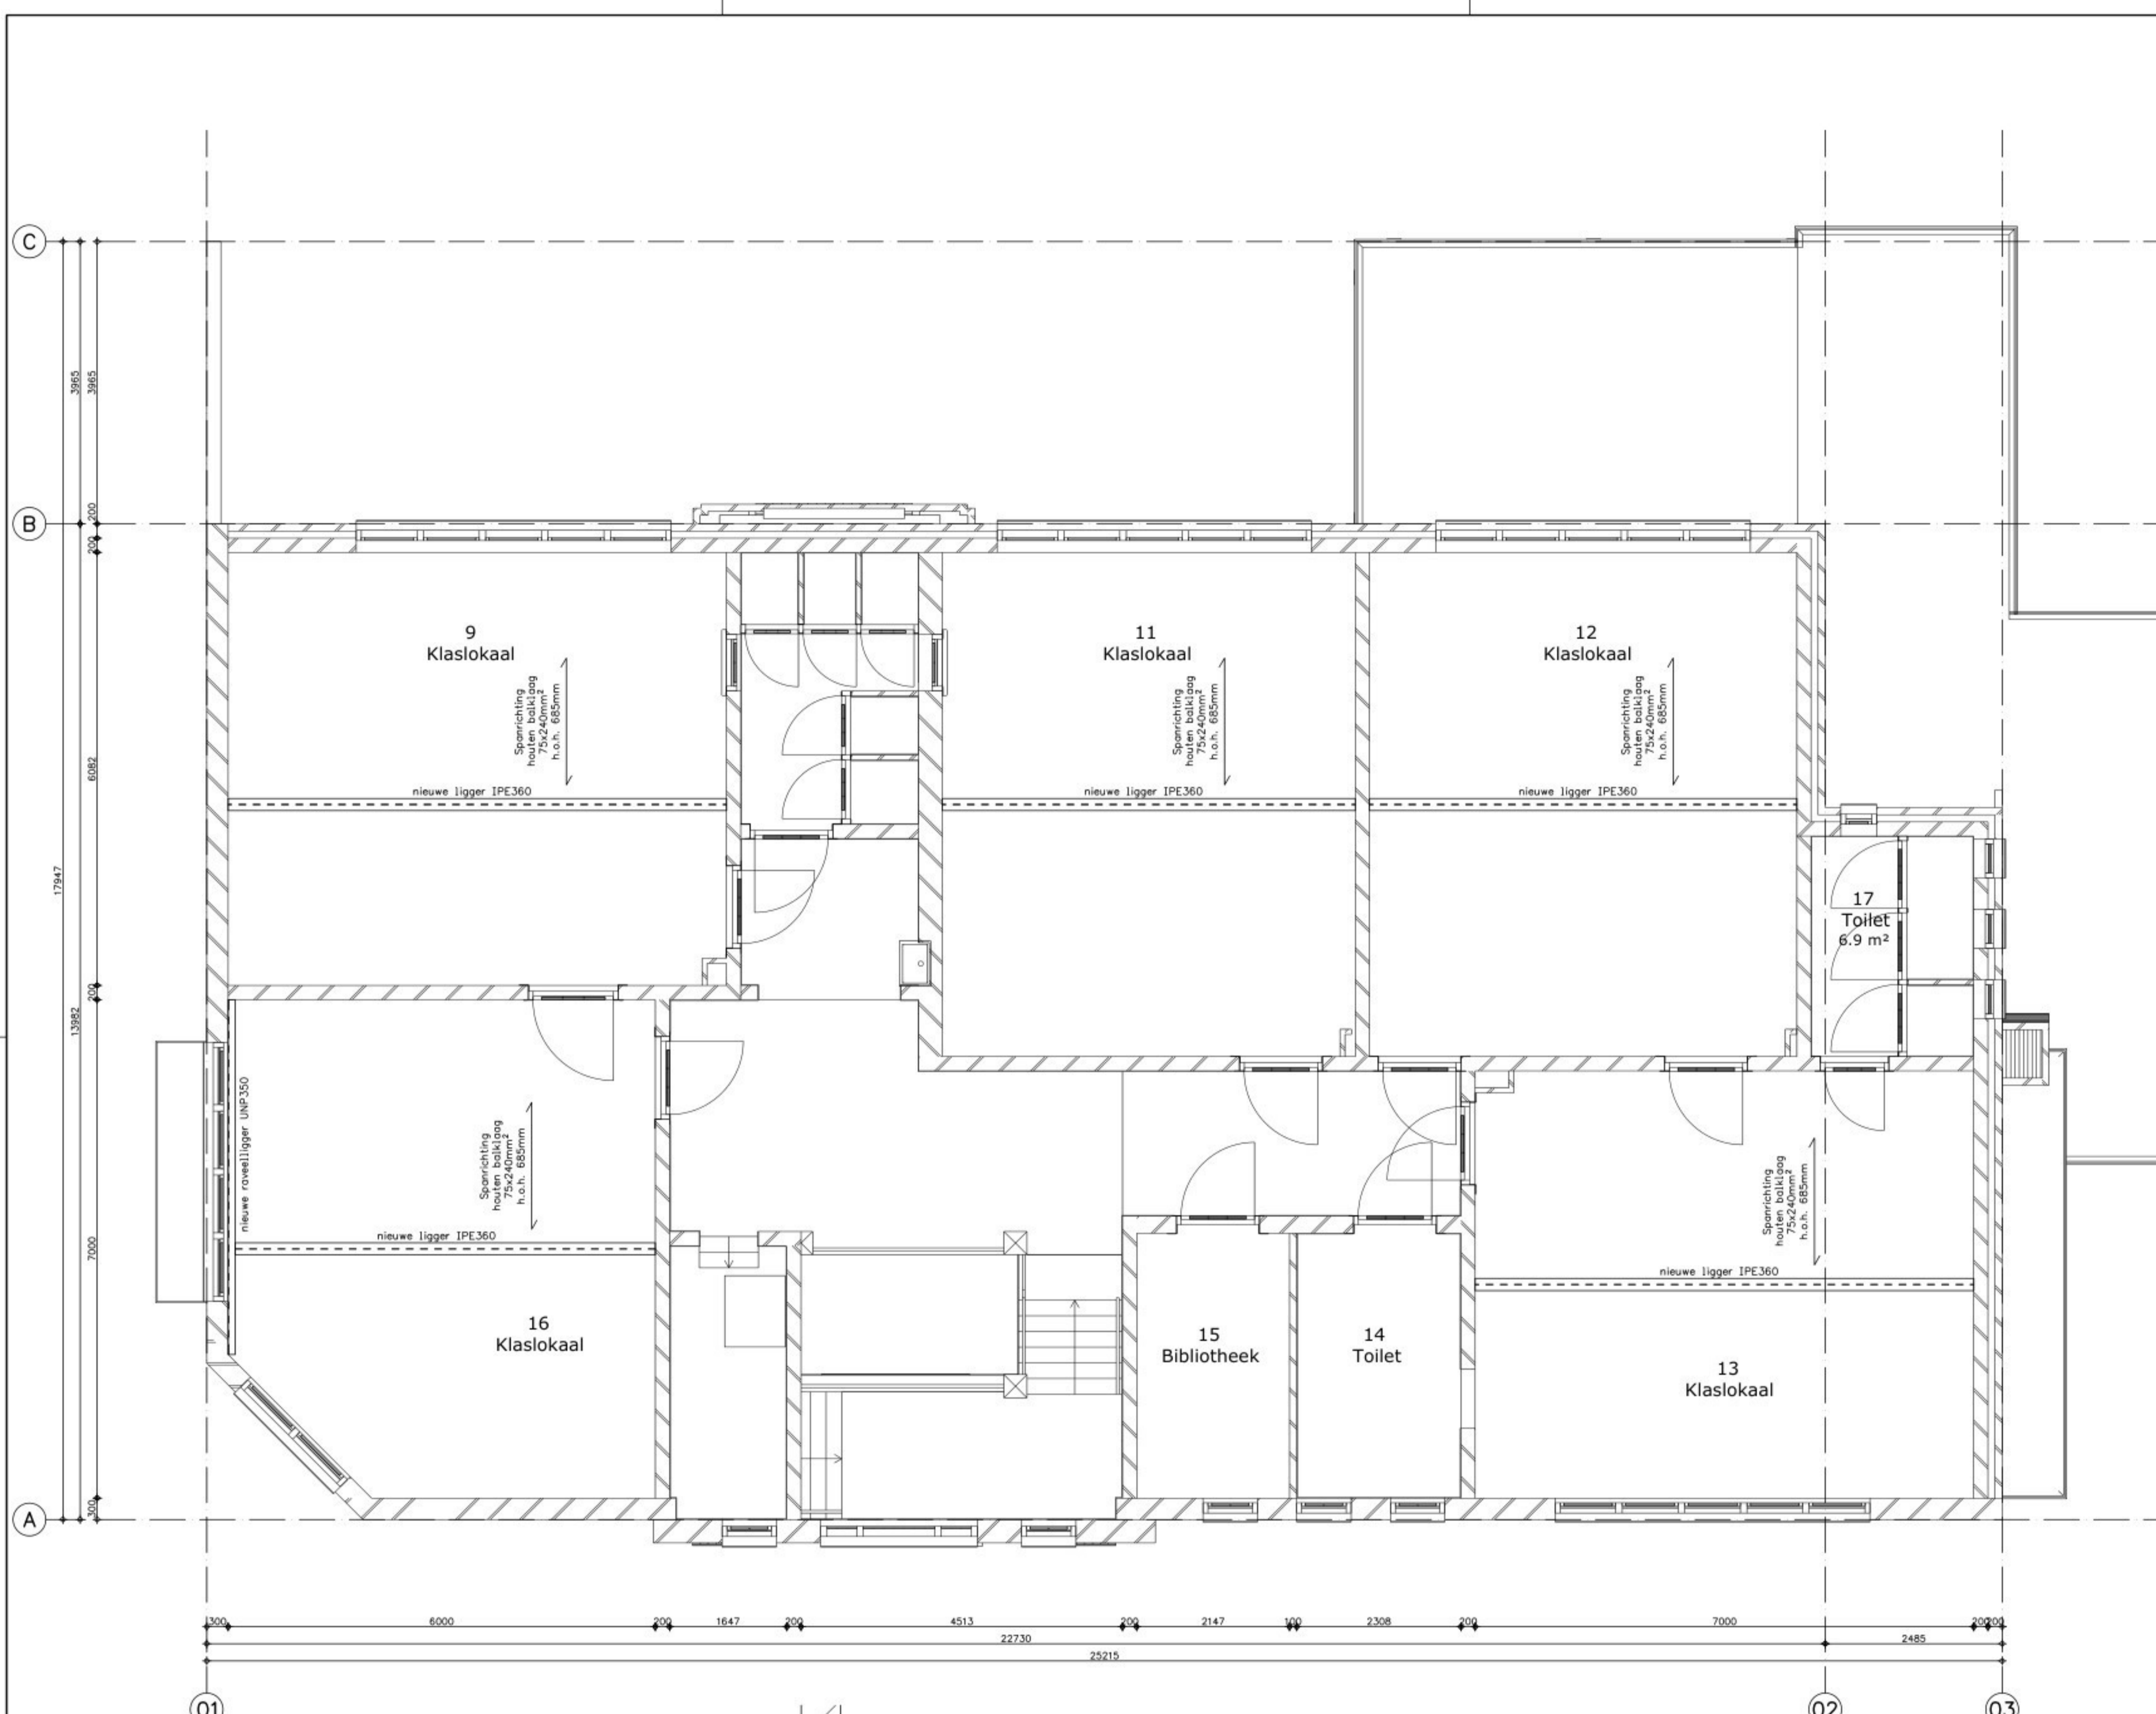 C
3965
3965
200
B
200
9
Klaslokaal
Spanrichting
houten balklaag
75x240mm²
h.o.h. 685mm
nieuwe ligger IPE360
11
Klaslokaal
Spanrichting
houten balklaag
75x240mm²
h.o.h. 685mm
nieuwe ligger IPE360
12
Klaslokaal
Spanrichting
houten balklaag
75x240mm²
h.o.h. 685mm
nieuwe ligger IPE360
17947
6082
17
Toilet
6.9 m²
13982
200
nieuwe raveelligger UNP350
Spanrichting
houten balklaag
75x240mm²
h.o.h. 685mm
nieuwe ligger IPE360
Spanrichting
houten balklaag
75x240mm²
h.o.h. 685mm
nieuwe ligger IPE360
7000
16
Klaslokaal
15
Bibliotheek
14
Toilet
13
Klaslokaal
300
A
300
6000
200
1647
200
4513
200
2147
100
2308
200
7000
200
200
22730
2485
25215
01
02
03